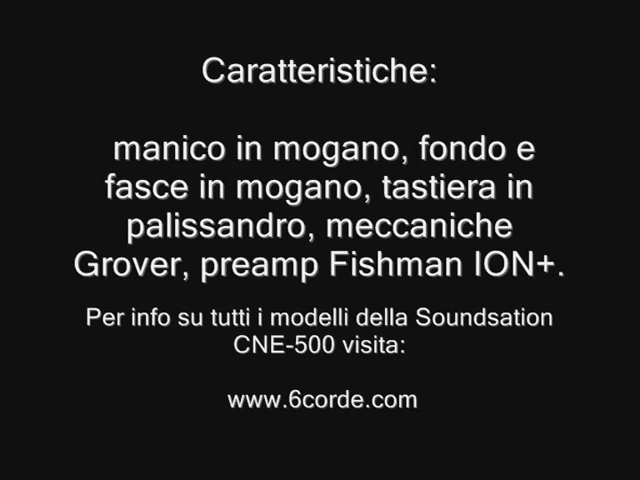 Caratteristiche:
manico in mogano, fondo e
fasce in mogano, tastiera in
palissandro, meccaniche
Grover, preamp Fishman ION+.
Per info su tutti i modelli della Soundsation
CNE-500 visita:
www.6corde.com